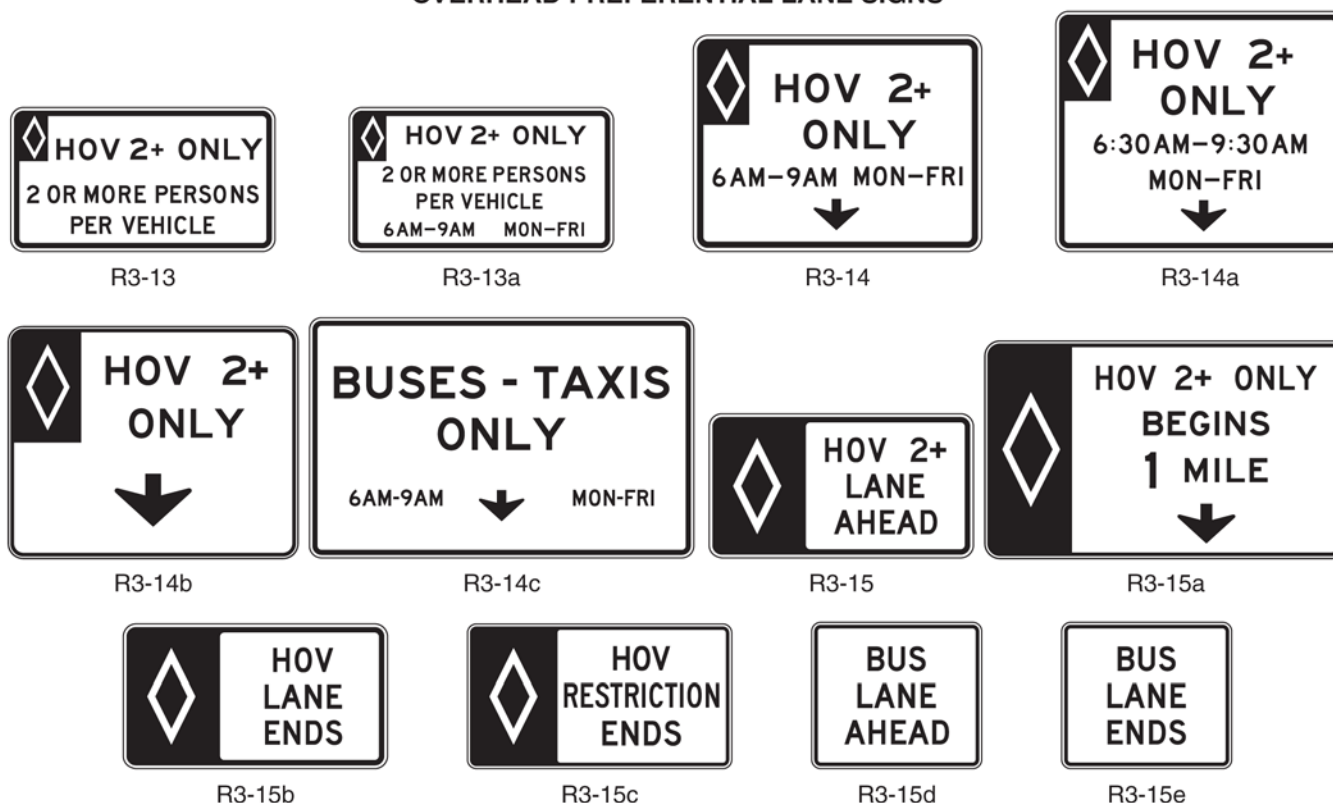 OVERHEAD PREFERENTIAL LANE SIGNS
HOV 2+ ONLY
2 OR MORE PERSONS
PER VEHICLE
R3-13
HOV 2+ ONLY
2 OR MORE PERSONS
PER VEHICLE
6AM-9AM MON-FRI
R3-13a
HOV 2+
ONLY
6AM-9AM MON-FRI
R3-14
HOV 2+
ONLY
6:30AM-9:30AM
MON-FRI
R3-14a
HOV 2+
ONLY
R3-14b
BUSES - TAXIS
ONLY
6AM-9AM MON-FRI
R3-14c
HOV 2+
LANE
AHEAD
R3-15
HOV 2+ ONLY
BEGINS
1 MILE
R3-15a
HOV
LANE
ENDS
R3-15b
HOV
RESTRICTION
ENDS
R3-15c
BUS
LANE
AHEAD
R3-15d
BUS
LANE
ENDS
R3-15e